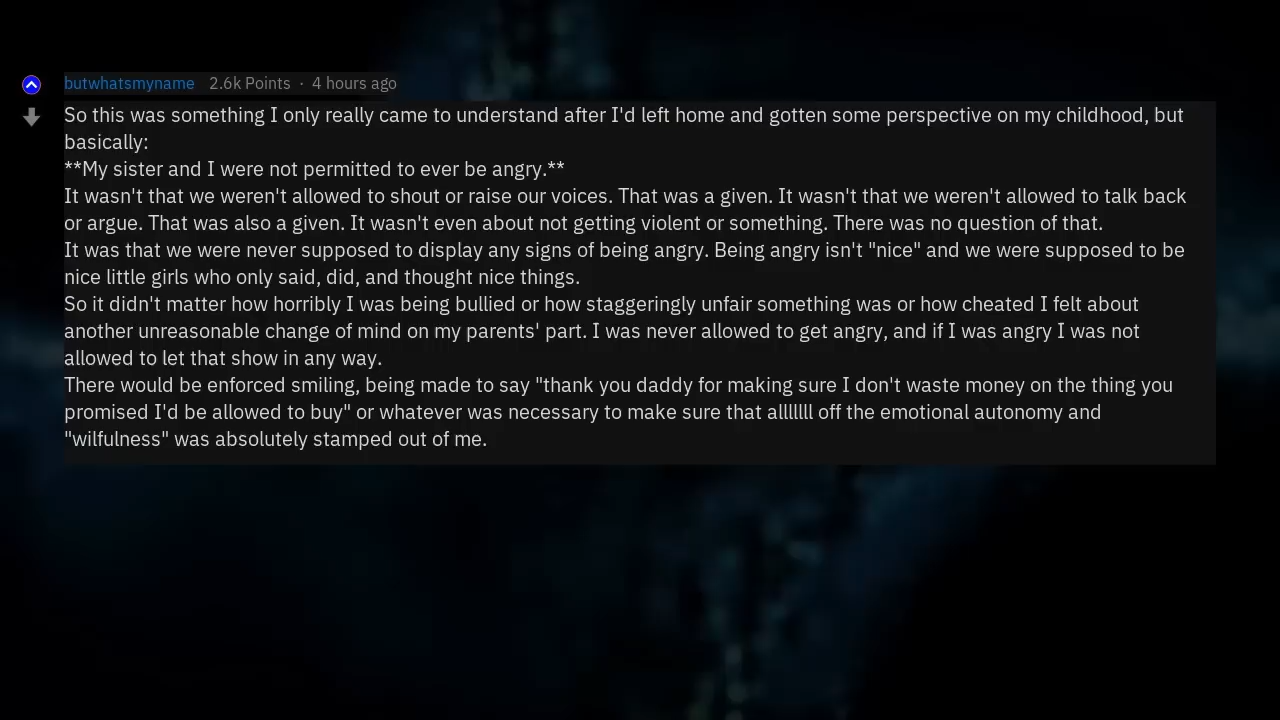 butwhatsmyname 2.6k Points · 4 hours ago
So this was something I only really came to understand after I'd left home and gotten some perspective on my childhood, but
basically:
**My sister and I were not permitted to ever be angry.**
It wasn't that we weren't allowed to shout or raise our voices. That was a given. It wasn't that we weren't allowed to talk back
or argue. That was also a given. It wasn't even about not getting violent or something. There was no question of that.
It was that we were never supposed to display any signs of being angry. Being angry isn't "nice" and we were supposed to be
nice little girls who only said, did, and thought nice things.
So it didn't matter how horribly I was being bullied or how staggeringly unfair something was or how cheated I felt about
another unreasonable change of mind on my parents' part. I was never allowed to get angry, and if I was angry I was not
allowed to let that show in any way.
There would be enforced smiling, being made to say "thank you daddy for making sure I don't waste money on the thing you
promised I'd be allowed to buy" or whatever was necessary to make sure that alllllll off the emotional autonomy and
"wilfulness" was absolutely stamped out of me.